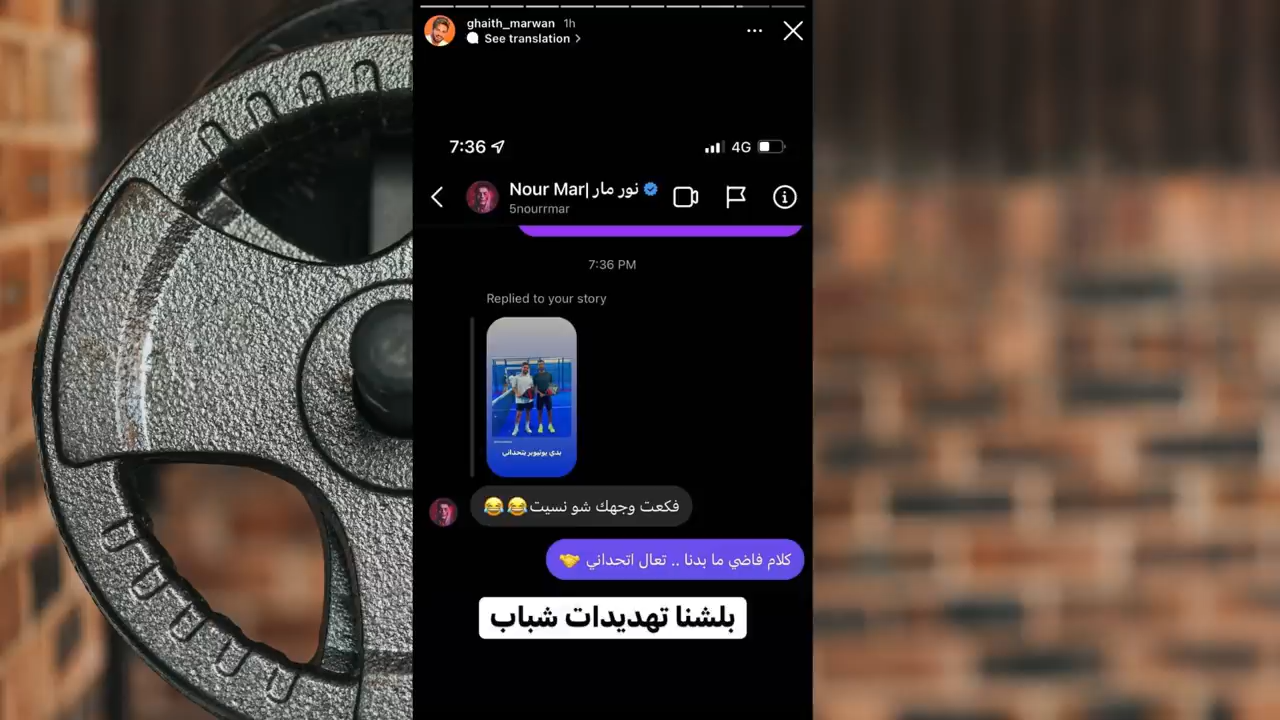 ghaith_marwan 1h
See translation >
7:36 4G
Nour Mar| نور مار
5nourrmar
7:36 PM
Replied to your story
بدي يوتيوبر يتحداني
فكعت وجهك شو نسيت😂😂
كلام فاضي ما بدنا .. تعال اتحداني 🤝
بلشنا تهديدات شباب